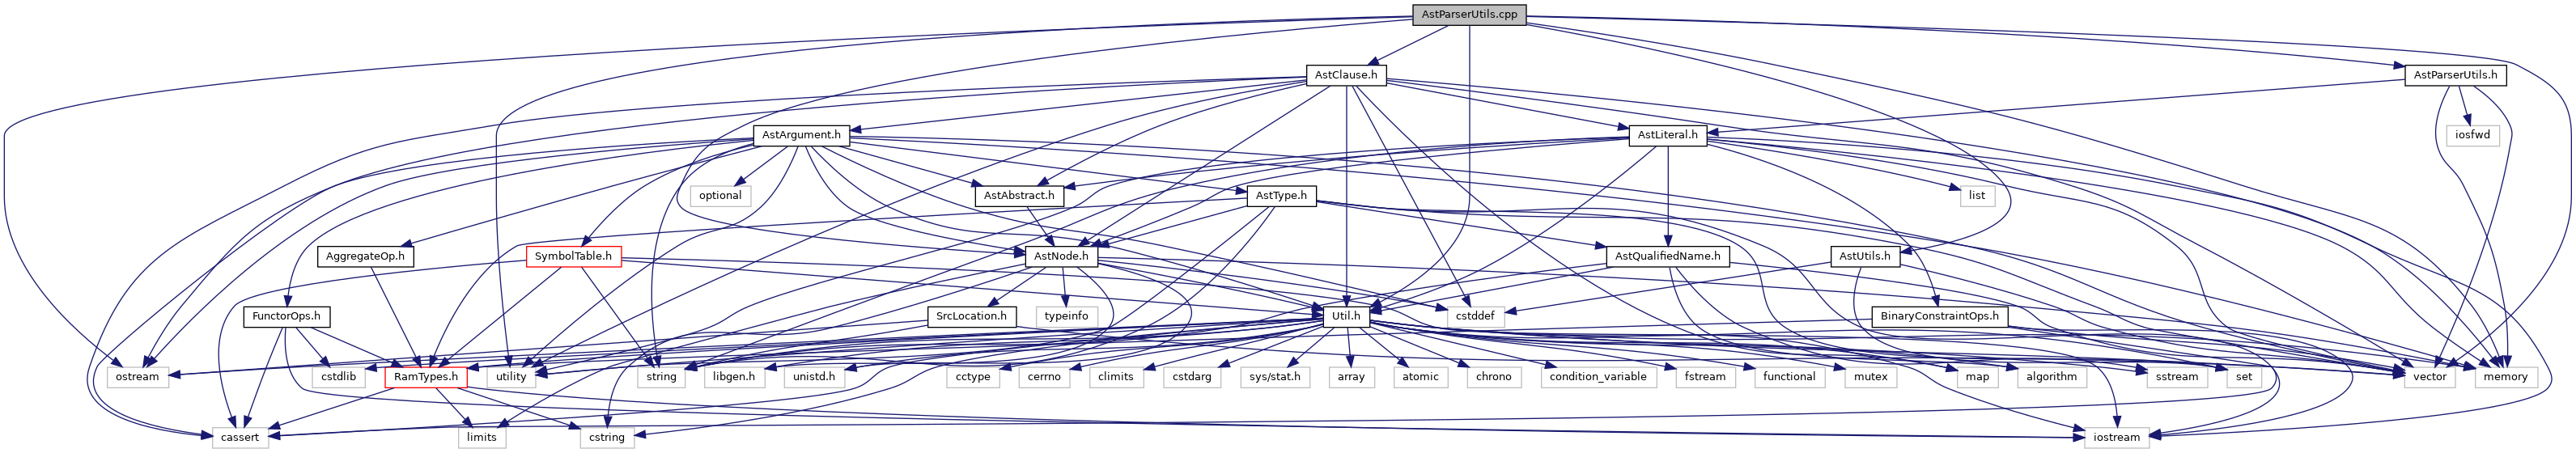 AstParserUtils.cpp
AstClause.h
AstParserUtils.h
AstArgument.h
AstLiteral.h
iosfwd
optional
AstAbstract.h
AstType.h
list
AggregateOp.h
SymbolTable.h
AstNode.h
AstQualifiedName.h
AstUtils.h
FunctorOps.h
SrcLocation.h
typeinfo
Util.h
cstddef
BinaryConstraintOps.h
ostream
cstdlib
RamTypes.h
utility
string
libgen.h
unistd.h
cctype
cerrno
climits
cstdarg
sys/stat.h
array
atomic
chrono
condition_variable
fstream
functional
mutex
map
algorithm
sstream
set
vector
memory
cassert
limits
cstring
iostream